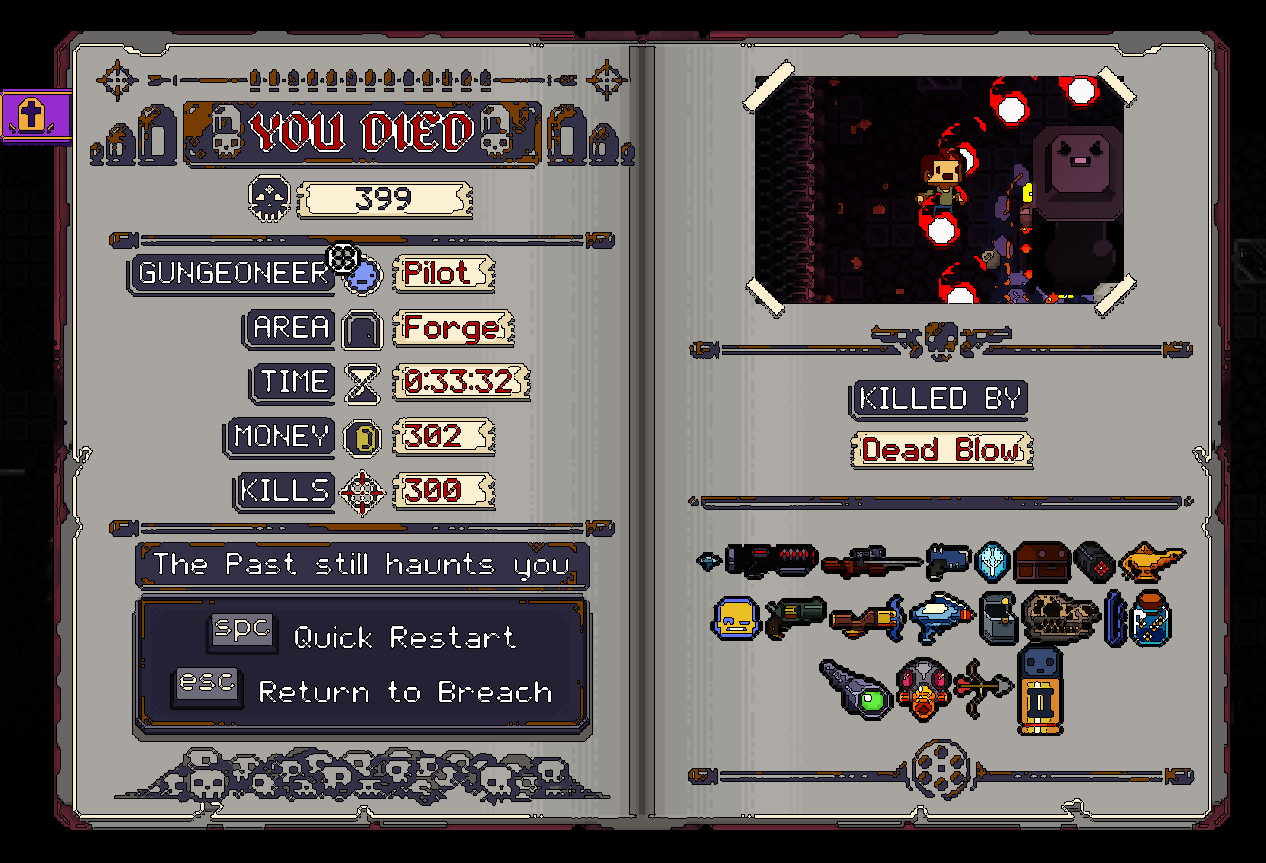 YOU DIED
399
GUNGEONEER Pilot
AREA Forge
TIME 0:33:32
MONEY 302
KILLS 300
The Past still haunts you
spc Quick Restart
esc Return to Breach
KILLED BY
Dead Blow